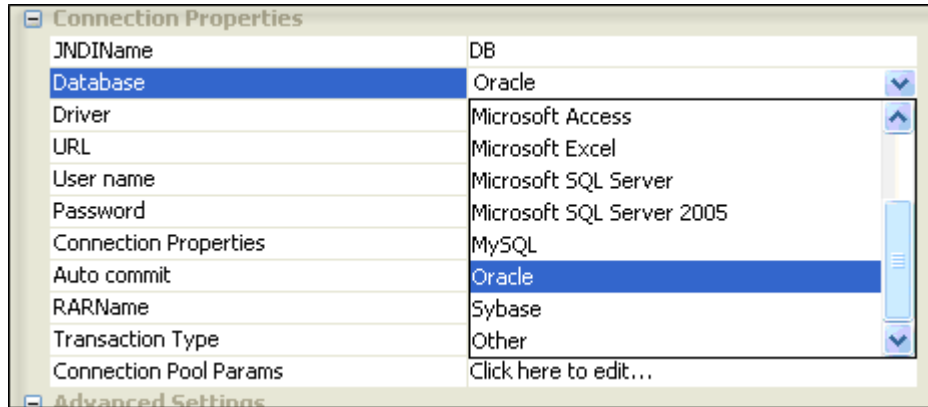 Connection Properties
JNDIName DB
Database Oracle
Driver Microsoft Access
URL Microsoft Excel
User name Microsoft SQL Server
Password Microsoft SQL Server 2005
Connection Properties MySQL
Auto commit Oracle
RARName Sybase
Transaction Type Other
Connection Pool Params Click here to edit...
Advanced Settings